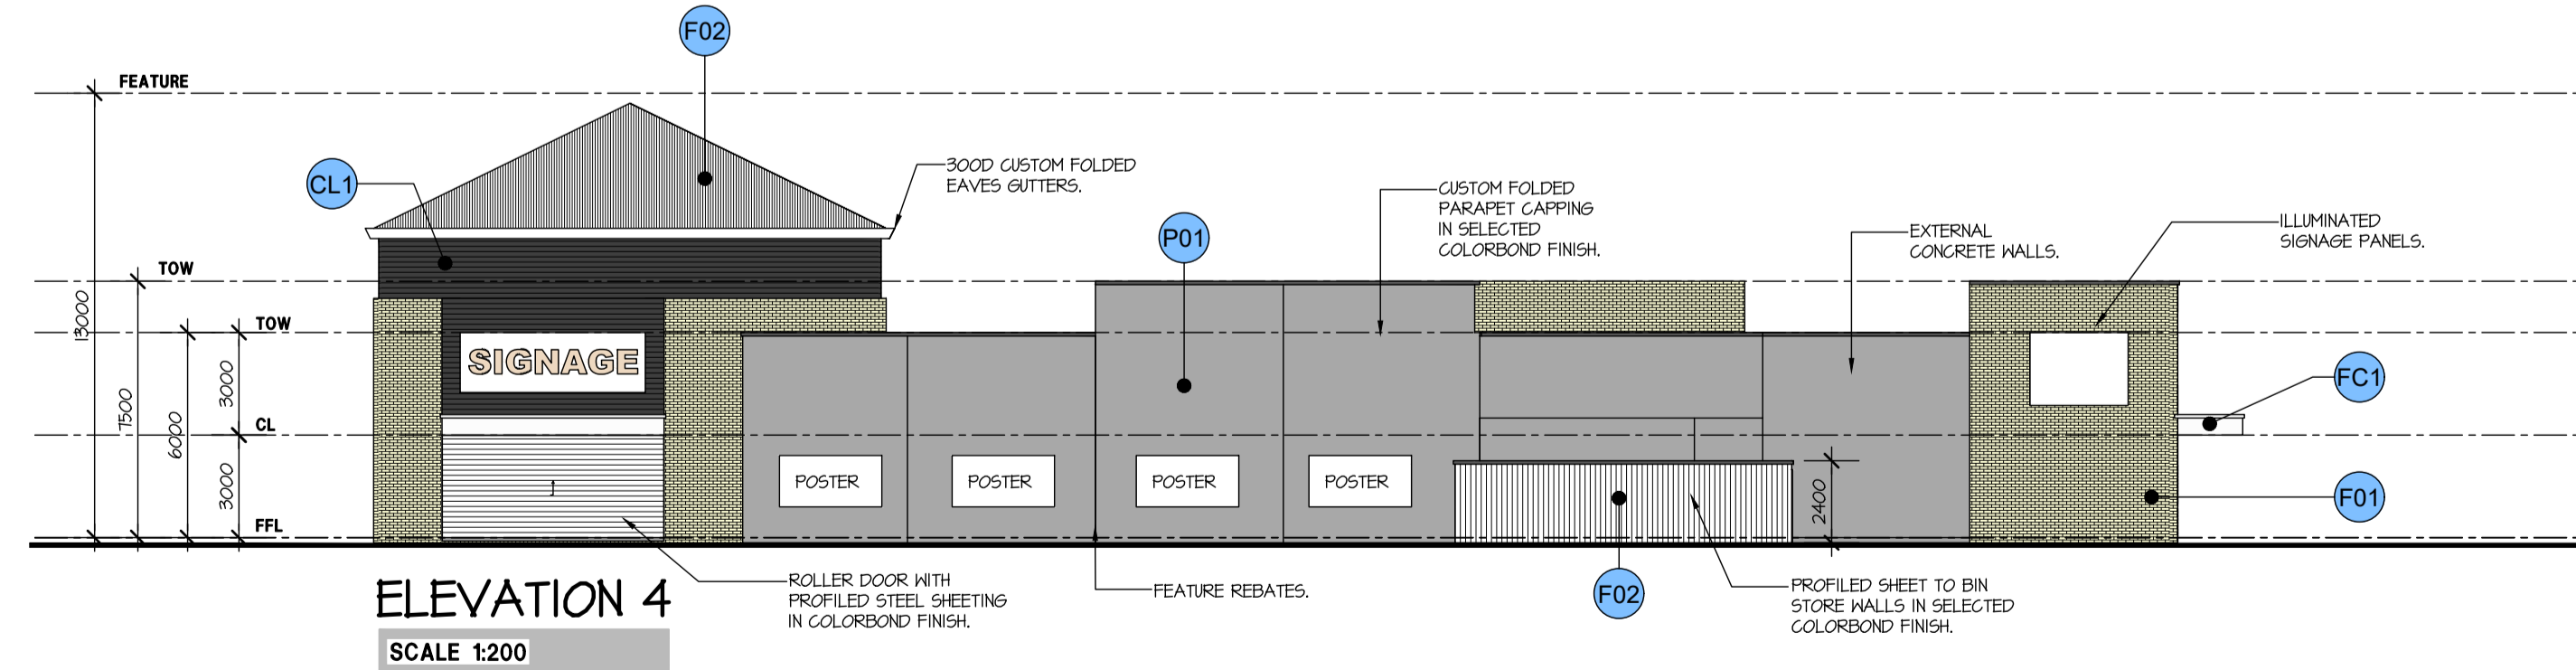 F02
FEATURE
300D CUSTOM FOLDED
EAVES GUTTERS.
CL1
CUSTOM FOLDED
PARAPET CAPPING
IN SELECTED
COLORBOND FINISH.
P01
EXTERNAL
CONCRETE WALLS.
ILLUMINATED
SIGNAGE PANELS.
TOW
TOW
13000
7500
6000
3000
3000
CL
FFL
SIGNAGE
FC1
POSTER
POSTER
POSTER
POSTER
2400
F01
ROLLER DOOR WITH
PROFILED STEEL SHEETING
IN COLORBOND FINISH.
FEATURE REBATES.
F02
PROFILED SHEET TO BIN
STORE WALLS IN SELECTED
COLORBOND FINISH.
ELEVATION 4
SCALE 1:200